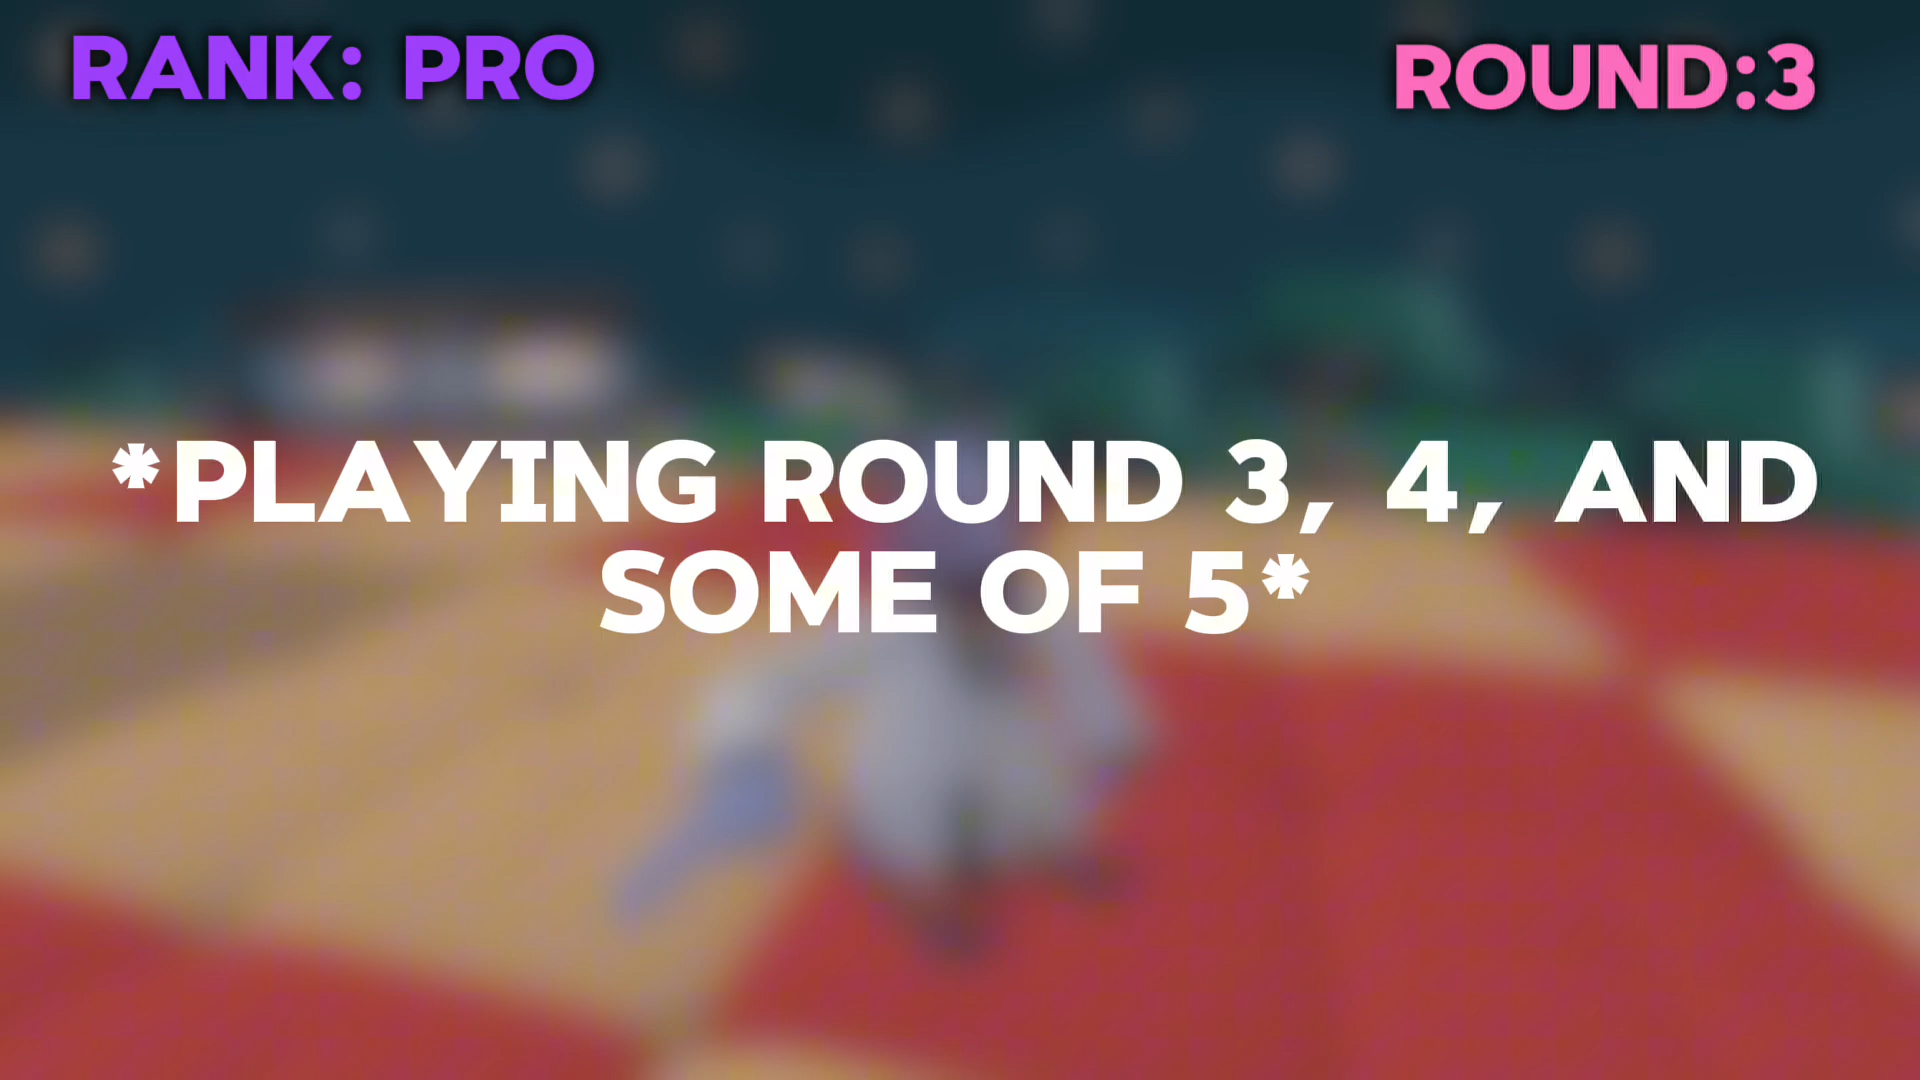 RANK: PRO
ROUND:3
*PLAYING ROUND 3, 4, AND
SOME OF 5*